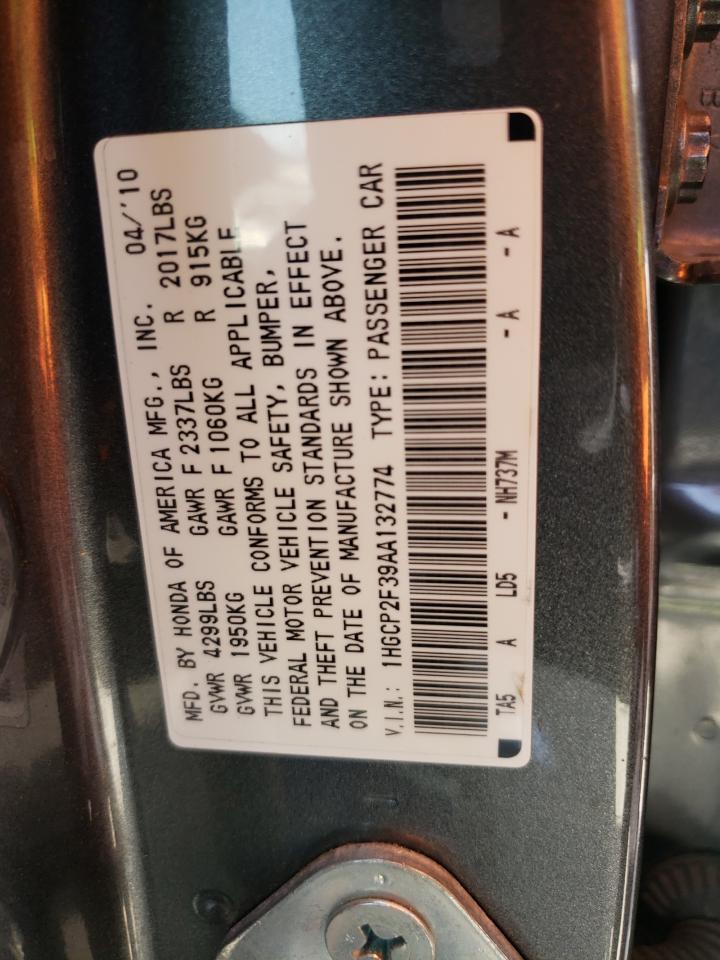 MFD. BY HONDA OF AMERICA MFG., INC. 04/'10
GVWR 4299LBS GAWR F 2337LBS R 2017LBS
GVWR 1950KG GAWR F 1060KG R 915KG
THIS VEHICLE CONFORMS TO ALL APPLICABLE
FEDERAL MOTOR VEHICLE SAFETY, BUMPER,
AND THEFT PREVENTION STANDARDS IN EFFECT
ON THE DATE OF MANUFACTURE SHOWN ABOVE.
V.I.N.: 1HGCP2F39AA132774 TYPE: PASSENGER CAR
TA5 A LD5 - NH737M - A - A
B